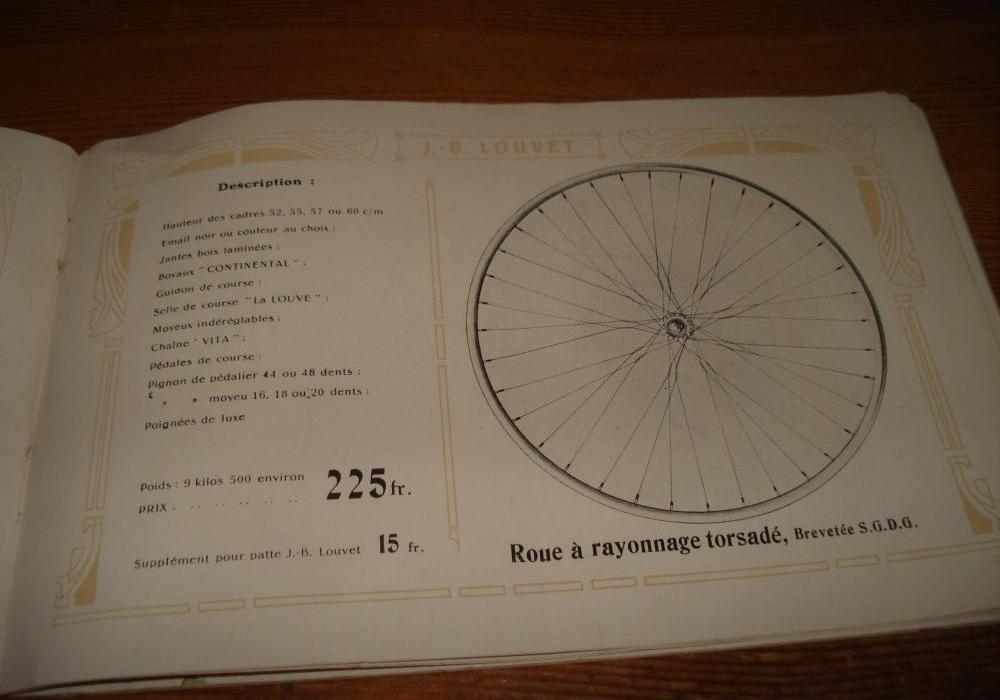 J.-B. LOUVET
Description :
Hauteur des cadres 52, 55, 57 ou 60 c/m
Email noir ou couleur au choix ;
Jantes bois laminées ;
Boyaux " CONTINENTAL " ;
Guidon de course ;
Selle de course "La LOUVE " ;
Moyeux indéréglables ;
Chaîne " VITA " ;
Pédales de course ;
Pignon de pédalier 44 ou 48 dents ;
" " " moyeu 16, 18 ou 20 dents ;
Poignées de luxe
Poids : 9 kilos 500 environ
PRIX . .. .. .. .. .. 225 fr.
Supplément pour patte J.-B. Louvet 15 fr.
Roue à rayonnage torsadé, Brevetée S.G.D.G.